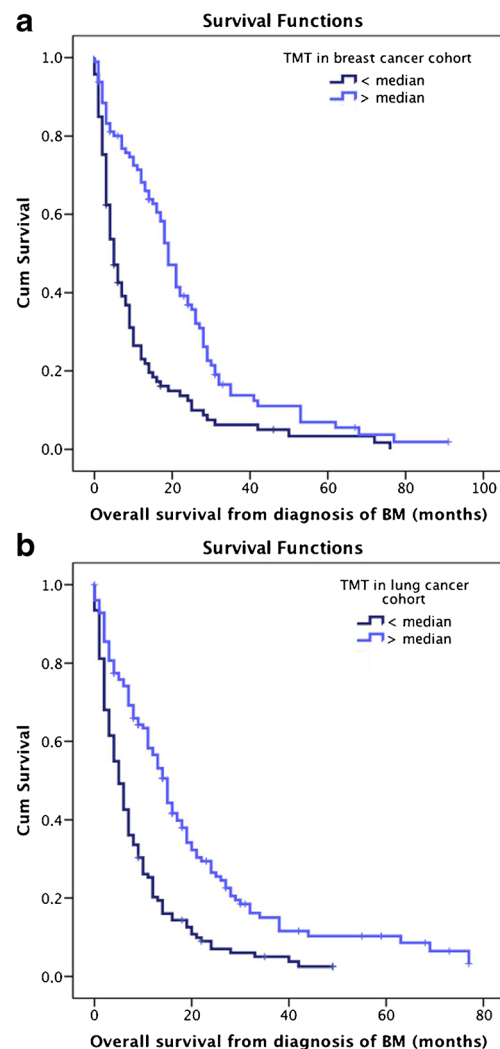 a
Survival Functions
TMT in breast cancer cohort
< median
> median
Cum Survival
1.0
0.8
0.6
0.4
0.2
0.0
0 20 40 60 80 100
Overall survival from diagnosis of BM (months)
b
Survival Functions
TMT in lung cancer
cohort
< median
> median
Cum Survival
1.0
0.8
0.6
0.4
0.2
0.0
0 20 40 60 80
Overall survival from diagnosis of BM (months)